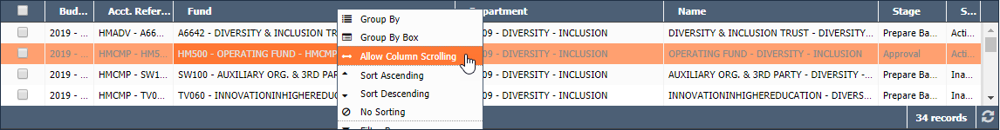 Bud... Acct. Refer... Fund Department Name Stage S...
2019 - ... HMADV - A66... A6642 - DIVERSITY & INCLUSION TRUST 09 - DIVERSITY - INCLUSION DIVERSITY & INCLUSION TRUST - DIVERSITY - ... Prepare Ba... Acti...
2019 - ... HMCMP - HM5... HM500 - OPERATING FUND - HMCMP 09 - DIVERSITY - INCLUSION OPERATING FUND - DIVERSITY - INCLUSION Approval Acti...
2019 - ... HMCMP - SW1... SW100 - AUXILIARY ORG. & 3RD PARTY 09 - DIVERSITY - INCLUSION AUXILIARY ORG. & 3RD PARTY - DIVERSITY - ... Prepare Ba... Ina...
2019 - ... HMCMP - TV0... TV060 - INNOVATIONINHIGHEREDUCATION 09 - DIVERSITY - INCLUSION INNOVATIONINHIGHEREDUCATION - DIVERS... Prepare Ba... Ina...
Group By
Group By Box
Allow Column Scrolling
Sort Ascending
Sort Descending
No Sorting
34 records